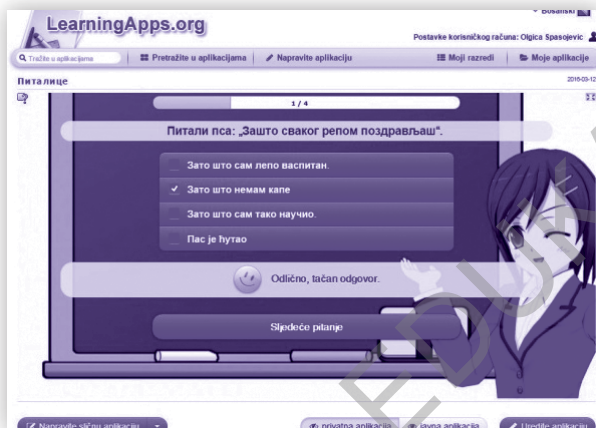 Bosanski
LearningApps.org
Postavke korisničkog računa: Olgica Spasojevic
Tražite u aplikacijama
Pretražite u aplikacijama
Napravite aplikaciju
Moji razredi
Moje aplikacije
Питалице
2016-03-12
1 / 4
Питали пса: „Зашто сваког репом поздрављаш“.
Зато што сам лепо васпитан.
Зато што немам капе
Зато што сам тако научио.
Пас је ћутао
Odlično, tačan odgovor.
Sljedeće pitanje
EDUK
Napravite sličnu aplikaciju
privatna aplikacija
javna aplikacija
Uredite aplikaciju